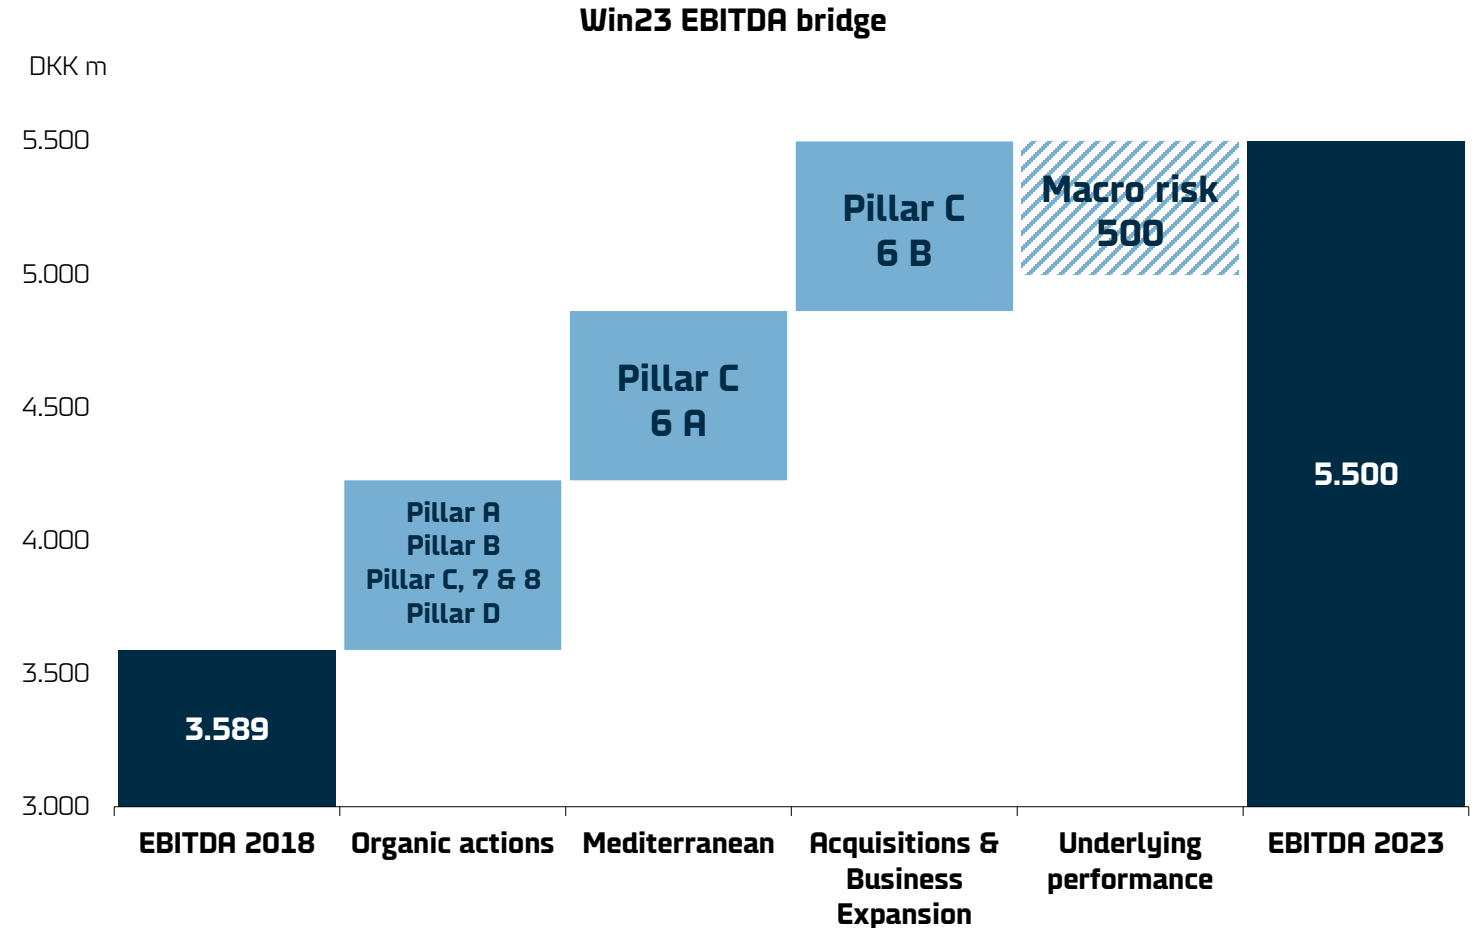 Win23 EBITDA bridge
DKK m
5.500
5.000
4.500
4.000
3.500
3.000
3.589
Pillar A
Pillar B
Pillar C, 7 & 8
Pillar D
Pillar C
6 A
Pillar C
6 B
Macro risk
500
5.500
EBITDA 2018
Organic actions
Mediterranean
Acquisitions &
Business
Expansion
Underlying
performance
EBITDA 2023